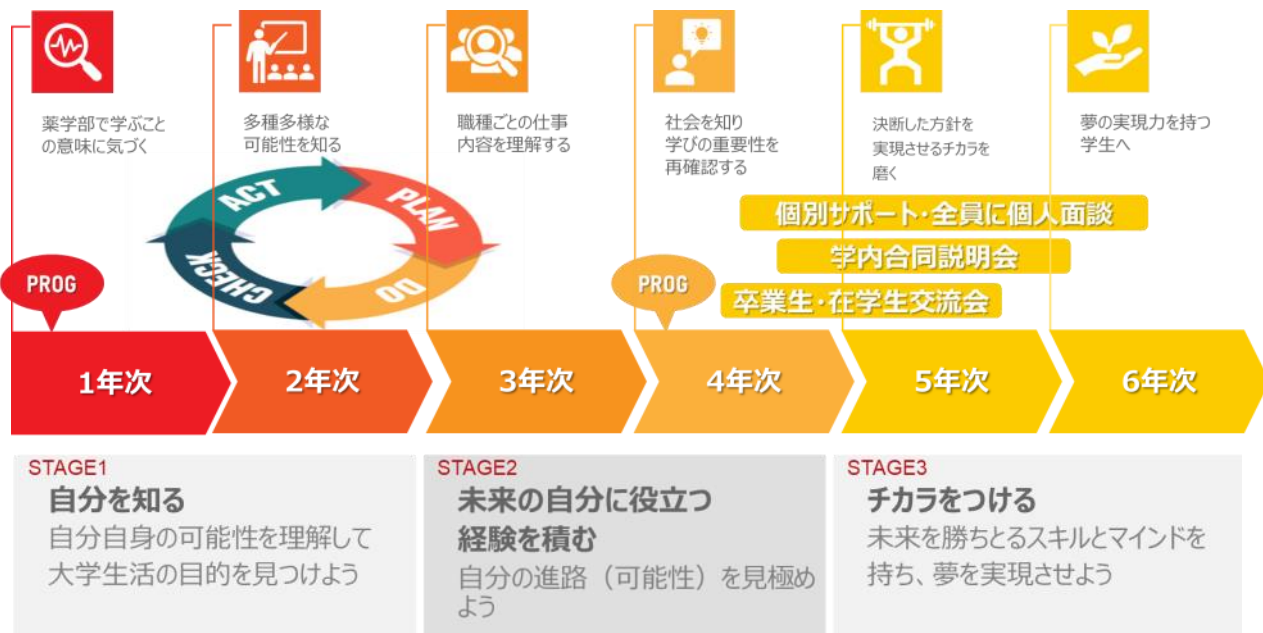 薬学部で学ぶこと
の意味に気づく
多種多様な
可能性を知る
職種ごとの仕事
内容を理解する
社会を知り
学びの重要性を
再確認する
決断した方針を
実現させるチカラを
磨く
夢の実現力を持つ
学生へ
ACT
PLAN
CHECK
DO
個別サポート・全員に個人面談
学内合同説明会
卒業生・在学生交流会
PROG
PROG
1年次
2年次
3年次
4年次
5年次
6年次
STAGE1
自分を知る
自分自身の可能性を理解して
大学生活の目的を見つけよう
STAGE2
未来の自分に役立つ
経験を積む
自分の進路（可能性）を見極め
よう
STAGE3
チカラをつける
未来を勝ちとるスキルとマインドを
持ち、夢を実現させよう